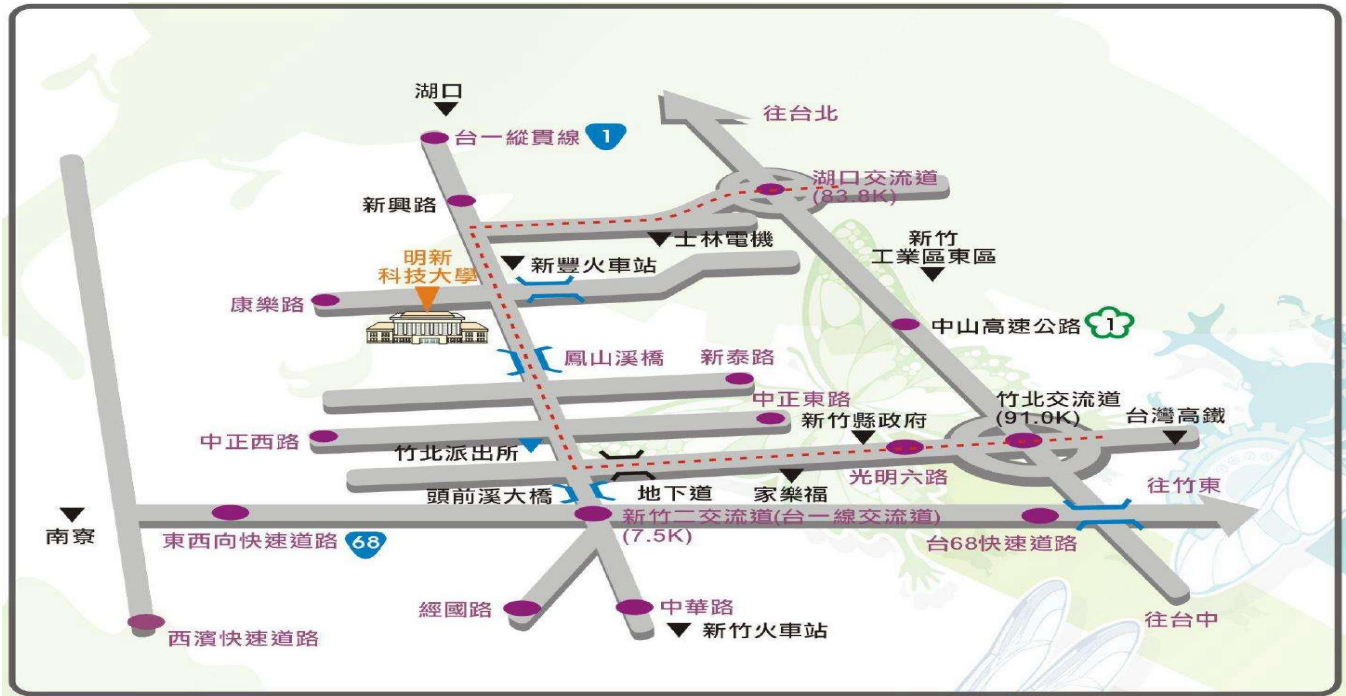 湖口
往台北
台一縱貫線 1
湖口交流道
(83.8K)
新興路
士林電機
新竹
工業區東區
明新
科技大學
新豐火車站
康樂路
中山高速公路 1
鳳山溪橋
新泰路
中正東路
竹北交流道
(91.0K)
新竹縣政府
台灣高鐵
中正西路
竹北派出所
光明六路
頭前溪大橋
地下道
家樂福
往竹東
南寮
東西向快速道路 68
新竹二交流道(台一線交流道)
(7.5K)
台68快速道路
經國路
中華路
往台中
西濱快速道路
新竹火車站